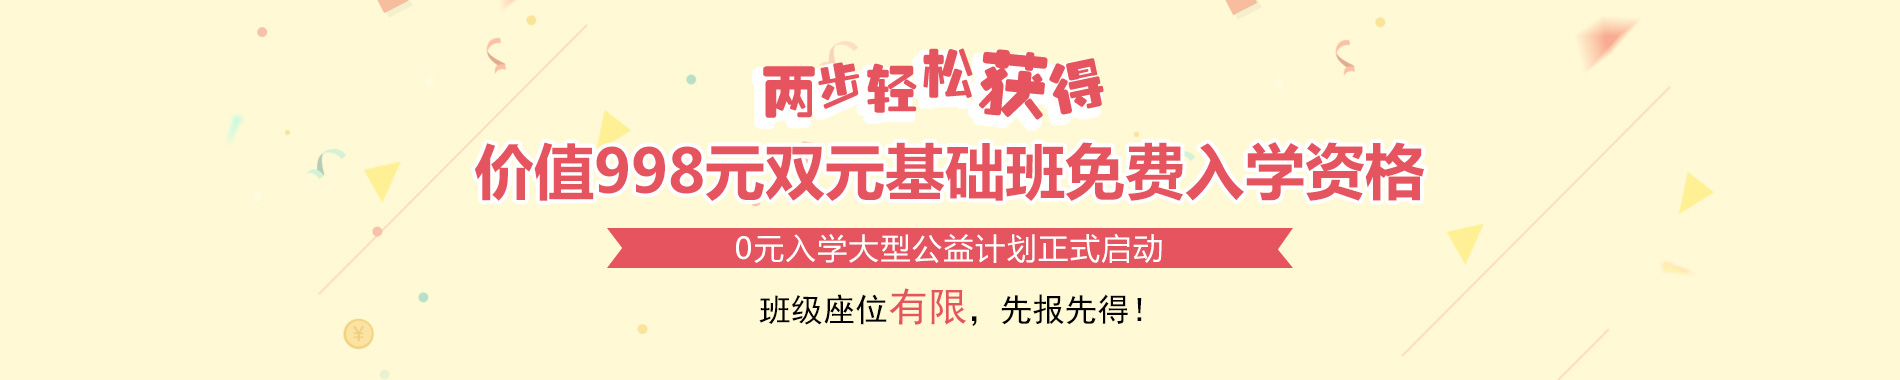 两步轻松获得
价值998元双元基础班免费入学资格
0元入学大型公益计划正式启动
班级座位有限，先报先得！
¥